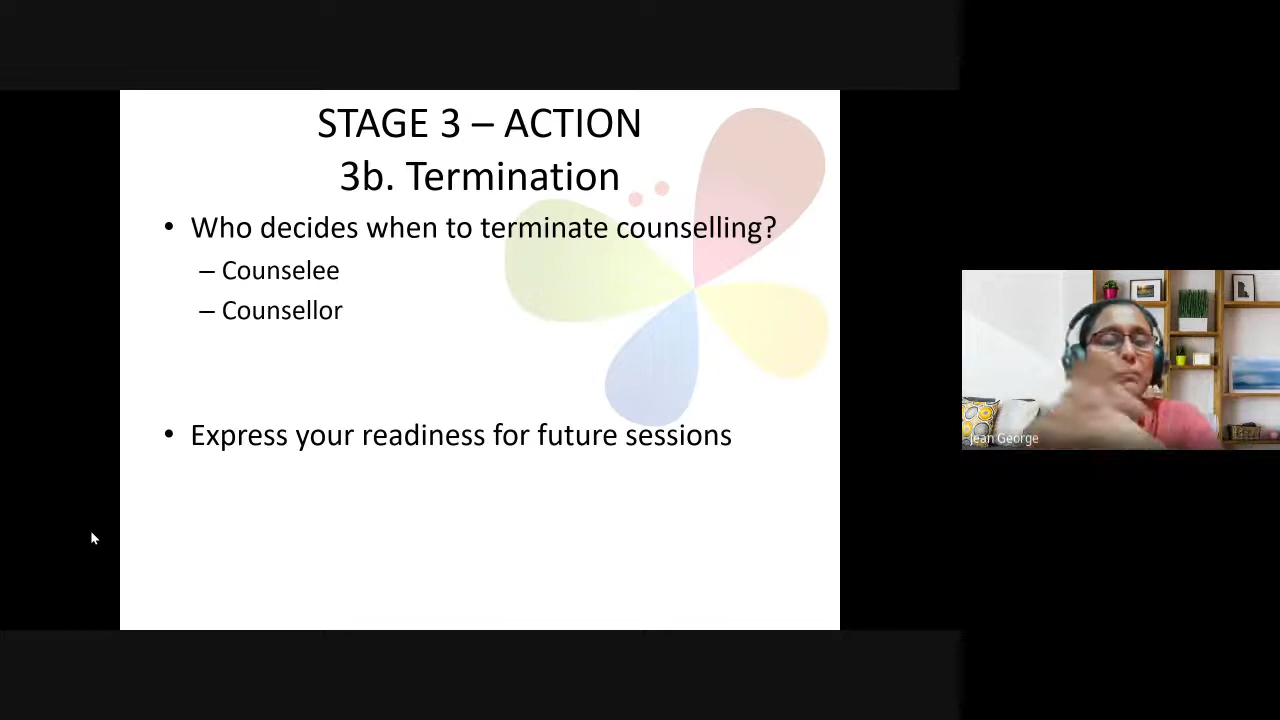 STAGE 3 – ACTION
3b. Termination
• Who decides when to terminate counselling?
– Counselee
– Counsellor
• Express your readiness for future sessions
Jean George